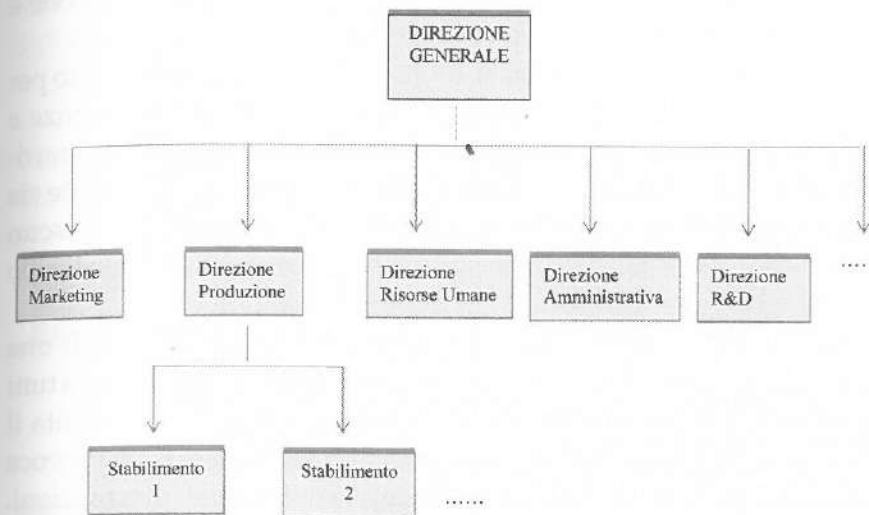 DIREZIONE
GENERALE
Direzione
Marketing
Direzione
Produzione
Direzione
Risorse Umane
Direzione
Amministrativa
Direzione
R&D
....
Stabilimento
1
Stabilimento
2
......